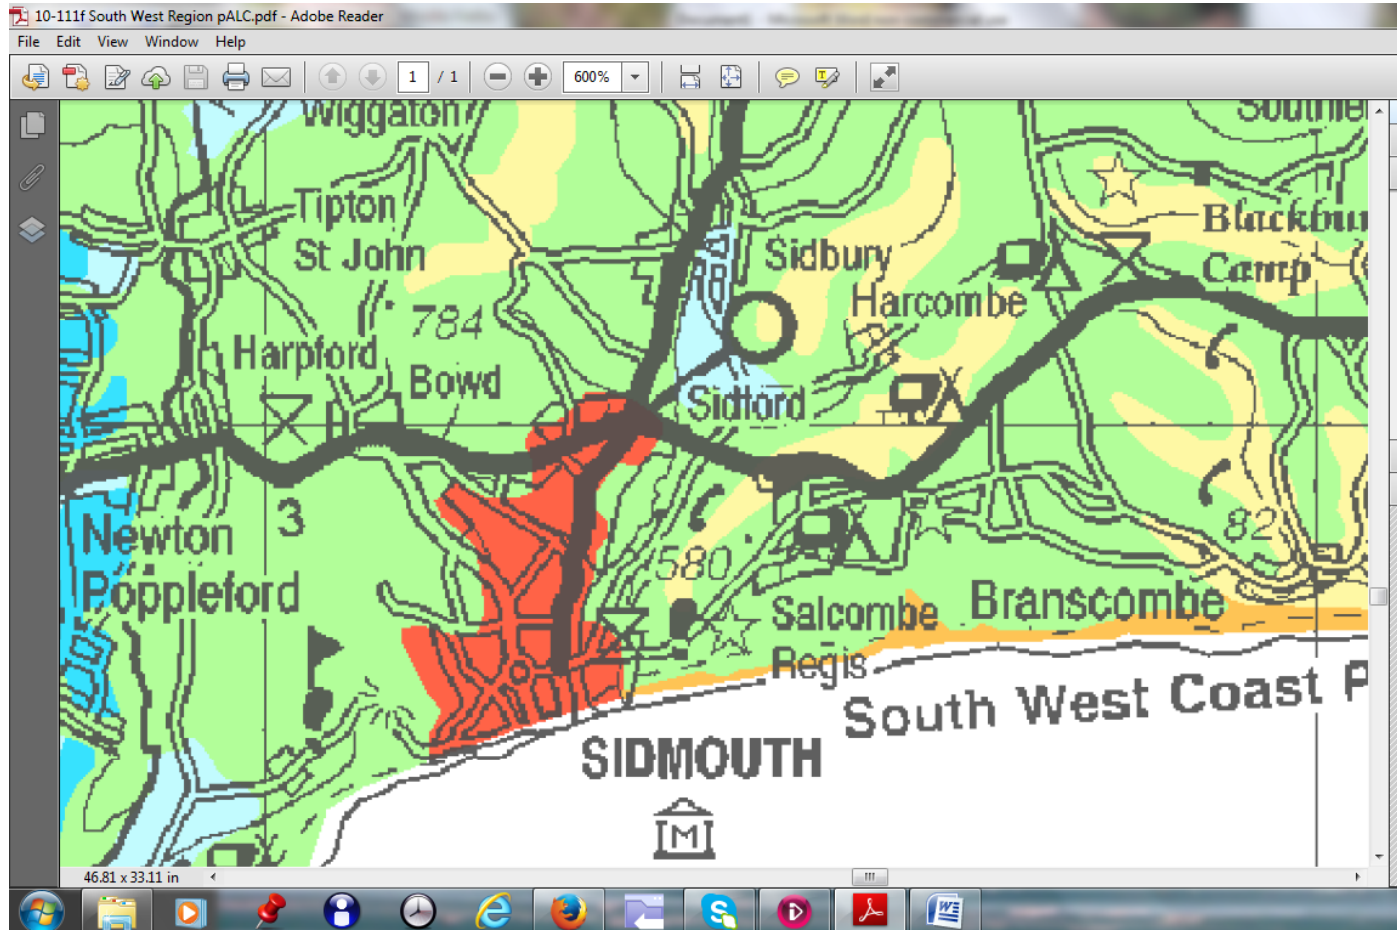 10-111f South West Region pALC.pdf - Adobe Reader
File Edit View Window Help
1 / 1 600%
Wiggaton
Tipton
St John
Sidbury
Camp
784
Harcombe
Harpford
Bowd
Sidford
3
Newton
Poppleford
580
82
Salcombe
Regis
Branscombe
South West Coast P
SIDMOUTH
M
46.81 x 33.11 in